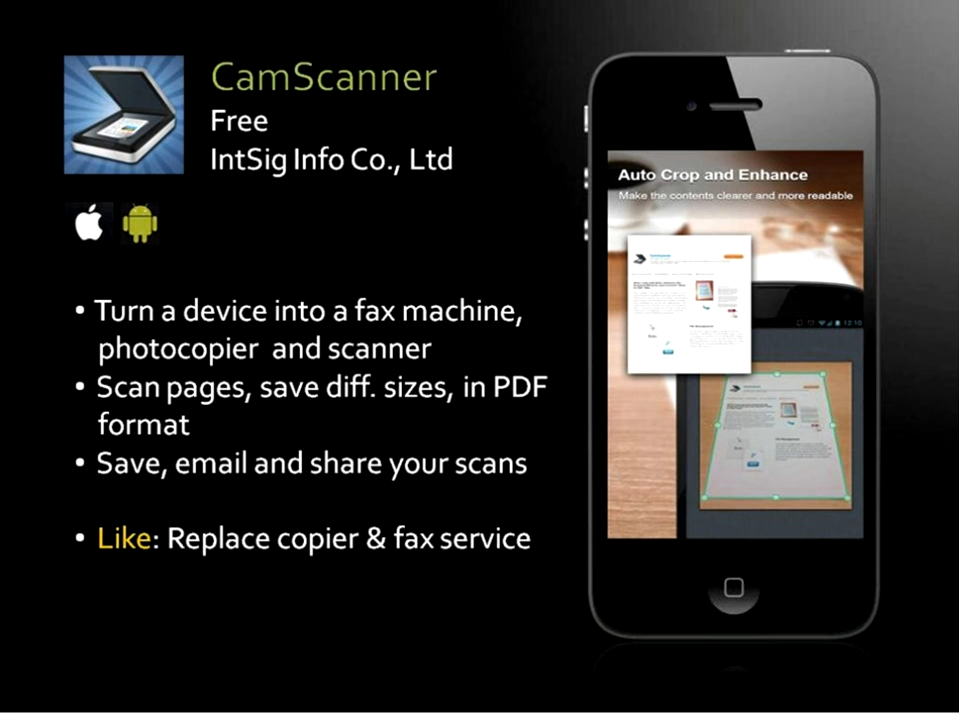 CamScanner
Free
IntSig Info Co., Ltd
• Turn a device into a fax machine,
photocopier and scanner
• Scan pages, save diff. sizes, in PDF
format
• Save, email and share your scans
• Like: Replace copier & fax service
Auto Crop and Enhance
Make the contents clearer and more readable
12:10